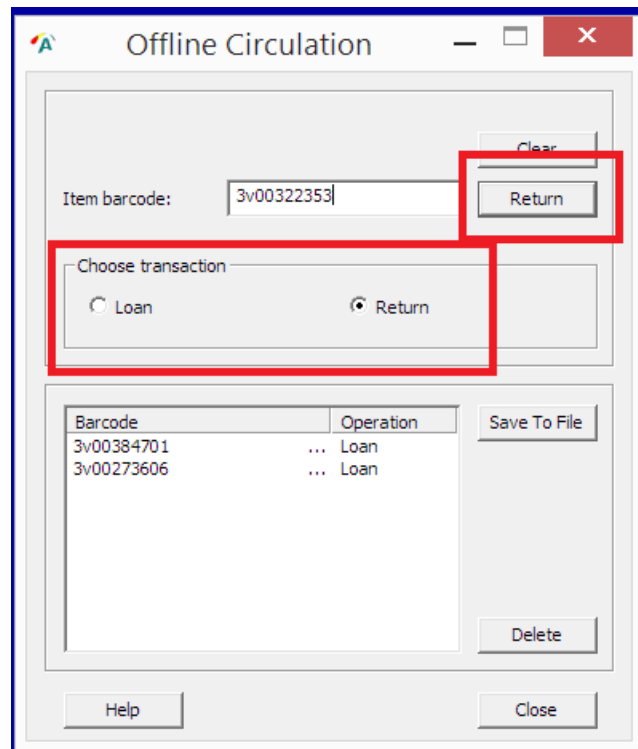 Offline Circulation
Clear
Item barcode: 3v00322353 Return
Choose transaction
Loan Return
Barcode Operation Save To File
3v00384701 ... Loan
3v00273606 ... Loan
Delete
Help Close